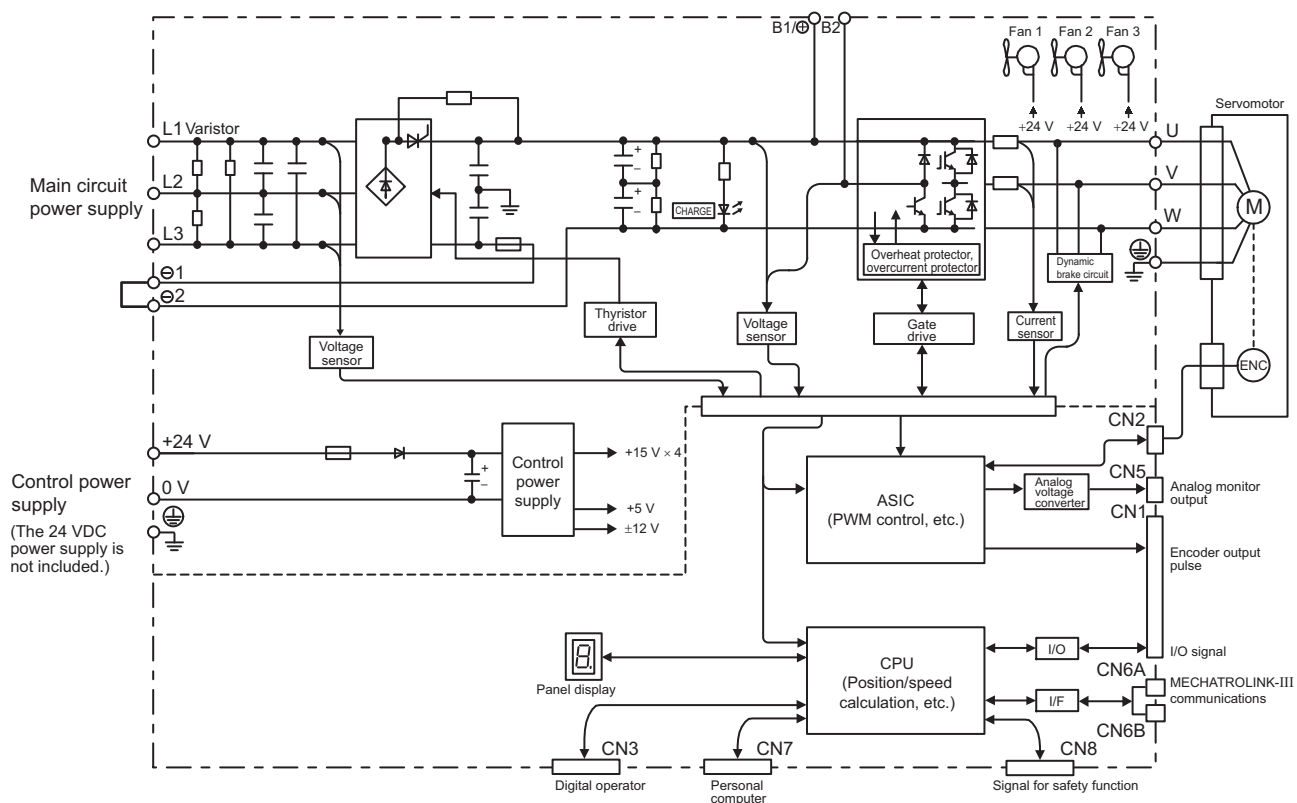 B1/⊕ B2
Fan 1 Fan 2 Fan 3
+24 V +24 V +24 V
Servomotor
L1 Varistor
U
Main circuit
power supply
L2
V
M
+
–
+
–
CHARGE
W
L3
Overheat protector,
overcurrent protector
Dynamic
brake circuit
⊖1
⊖2
Thyristor
drive
Voltage
sensor
Gate
drive
Current
sensor
Voltage
sensor
ENC
CN2
+24 V
Control power
supply
0 V
(The 24 VDC
power supply is
not included.)
+
–
Control
power
supply
+15 V × 4
+5 V
±12 V
ASIC
(PWM control, etc.)
Analog
voltage
converter
CN5
Analog monitor
output
CN1
Encoder output
pulse
8.
Panel display
CPU
(Position/speed
calculation, etc.)
I/O
I/O signal
CN6A
I/F
MECHATROLINK-III
communications
CN6B
CN3
CN7
CN8
Digital operator
Personal
computer
Signal for safety function